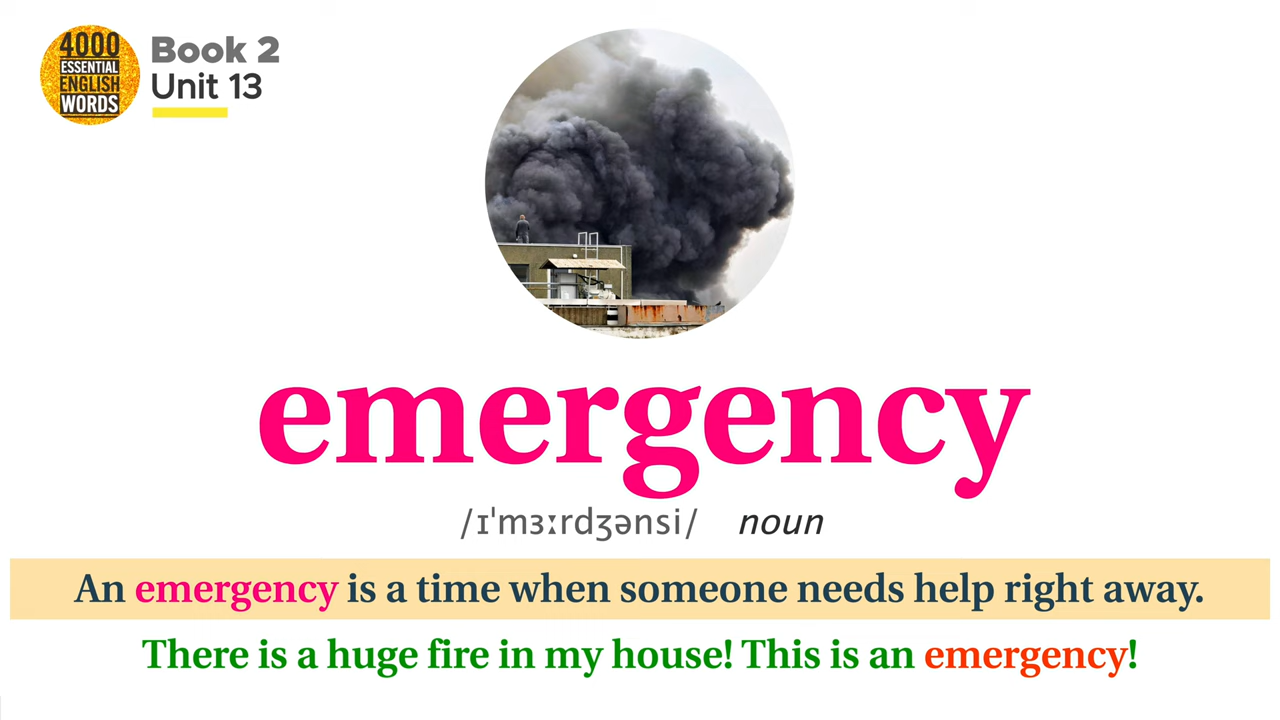 4000
ESSENTIAL
ENGLISH
WORDS
Book 2
Unit 13
emergency
/ɪˈmɜːrdʒənsi/ noun
An emergency is a time when someone needs help right away.
There is a huge fire in my house! This is an emergency!